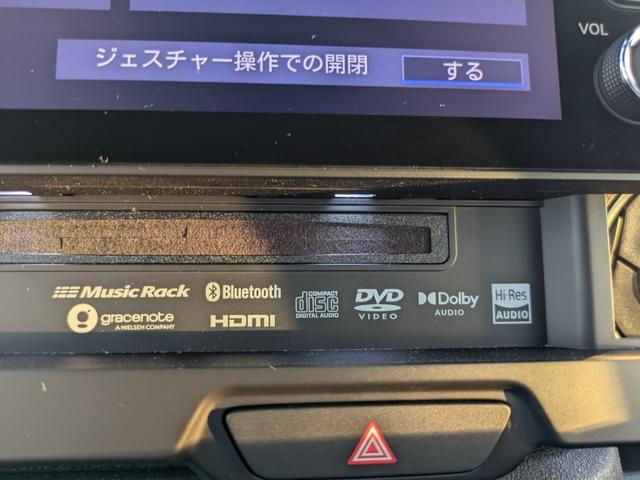 VOL
ジェスチャー操作での開閉 する
Music Rack Bluetooth COMPACT disc DIGITAL AUDIO DVD VIDEO Dolby AUDIO Hi-Res AUDIO
gracenote A NIELSEN COMPANY HDMI